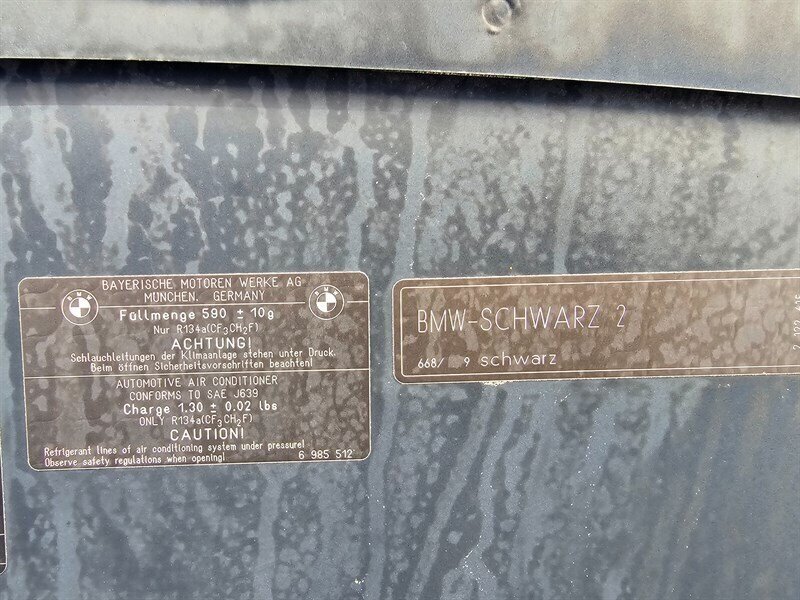 BAYERISCHE MOTOREN WERKE AG
MÜNCHEN, GERMANY
BMW
BMW
Füllmenge 590 ± 10g
Nur R134a(CF3CH2F)
ACHTUNG!
Schlauchleitungen der Klimaanlage stehen unter Druck.
Beim öffnen Sicherheitsvorschriften beachten!
AUTOMOTIVE AIR CONDITIONER
CONFORMS TO SAE J639
Charge 1.30 ± 0.02 lbs
ONLY R134a(CF3CH2F)
CAUTION!
Refrigerant lines of air conditioning system under pressure!
Observe safety regulations when opening!
6 985 512
BMW-SCHWARZ 2
668/ 9 schwarz